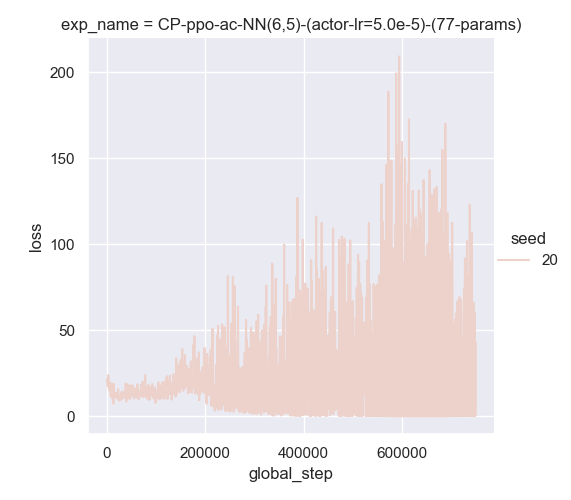 exp_name = CP-ppo-ac-NN(6,5)-(actor-lr=5.0e-5)-(77-params)
200
150
100
50
0
loss
0
200000
400000
600000
global_step
seed
20